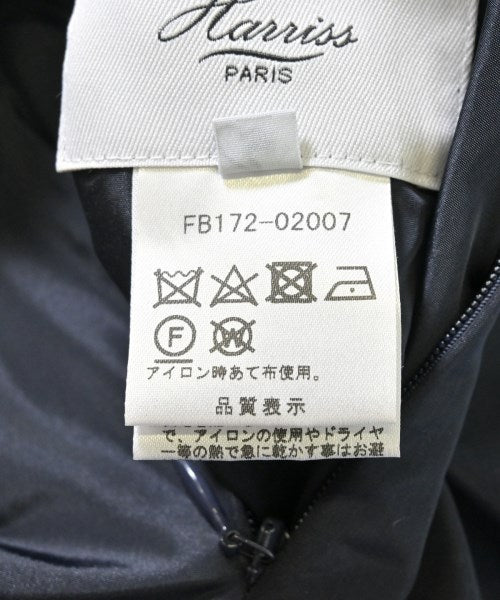 Harriss
PARIS
FB172-02007
F W
アイロン時あて布使用。
品質表示
で、アイロンの使用やドライヤ
ー等の熱で急に乾かす事はお避